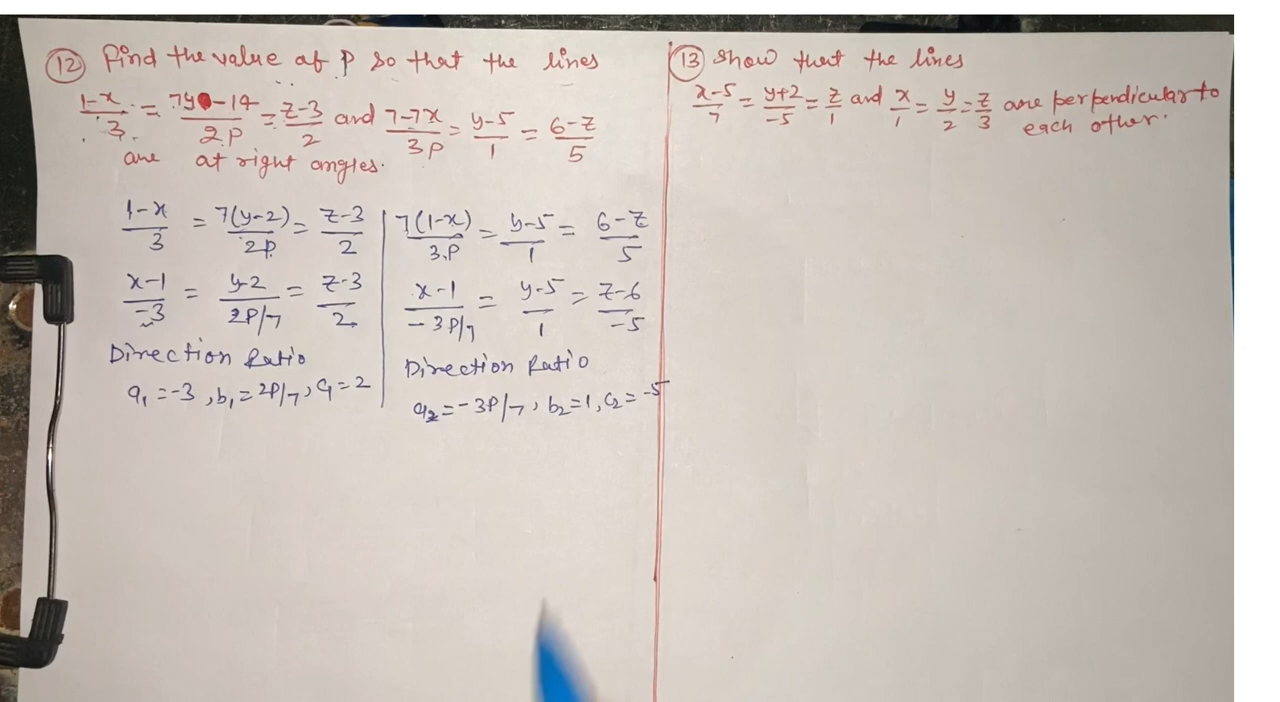 12 Find the value of P so that the lines
1-x/3 = 7y-14/2P = z-3/2 and 7-7x/3P = y-5/1 = 6-z/5
are at right angles.
1-x/3 = 7(y-2)/2P = z-3/2
x-1/-3 = y-2/2P/7 = z-3/2
Direction Ratio
a₁ = -3, b₁ = 2P/7, c₁ = 2
7(1-x)/3P = y-5/1 = 6-z/5
x-1/-3P/7 = y-5/1 = z-6/-5
Direction Ratio
a₂ = -3P/7, b₂ = 1, c₂ = -5
13 Show that the lines
x-5/7 = y+2/-5 = z/1 and x/1 = y/2 = z/3 are perpendicular to
each other.